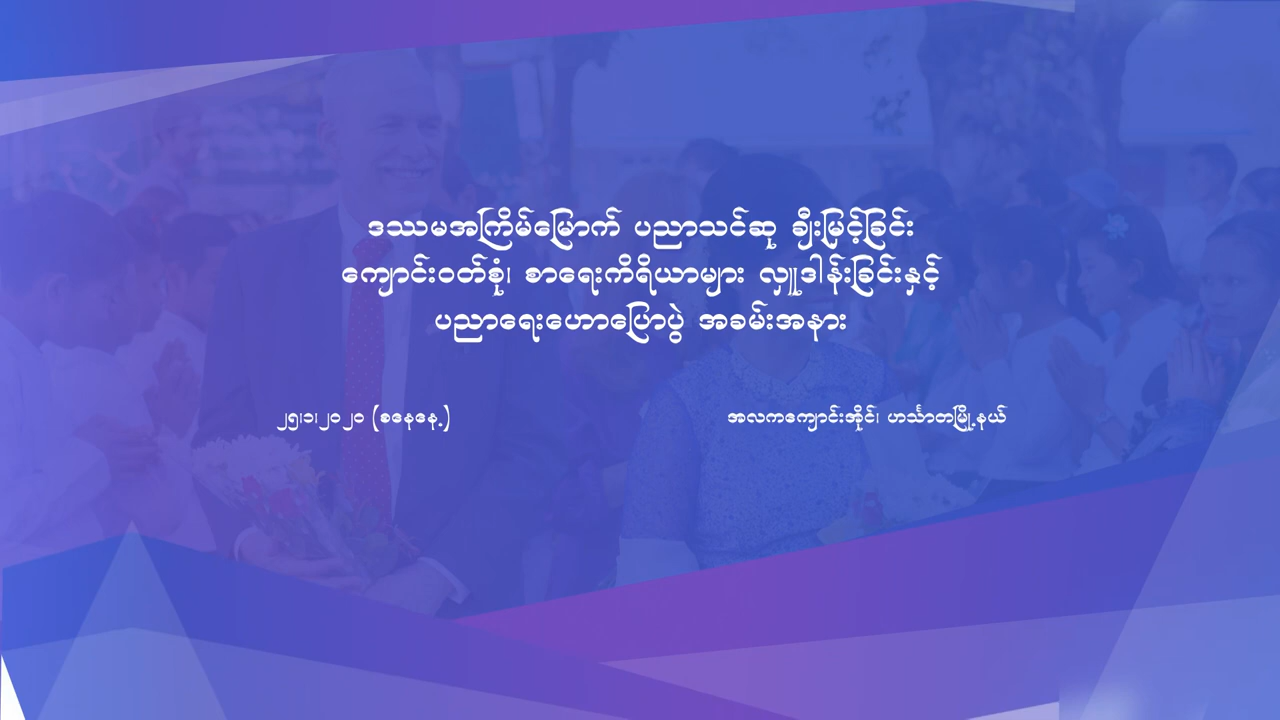 ဒဿမအကြိမ်မြောက် ပညာသင်ဆု ချီးမြှင့်ခြင်း
ကျောင်းဝတ်စုံ၊ စာရေးကိရိယာများ လှူဒါန်းခြင်းနှင့်
ပညာရေးဟောပြောပွဲ အခမ်းအနား
၂၅၊၁၊၂၀၂၀ (စနေနေ့)
အလကကျောင်းအိုင်၊ ဟင်္သာတမြို့နယ်